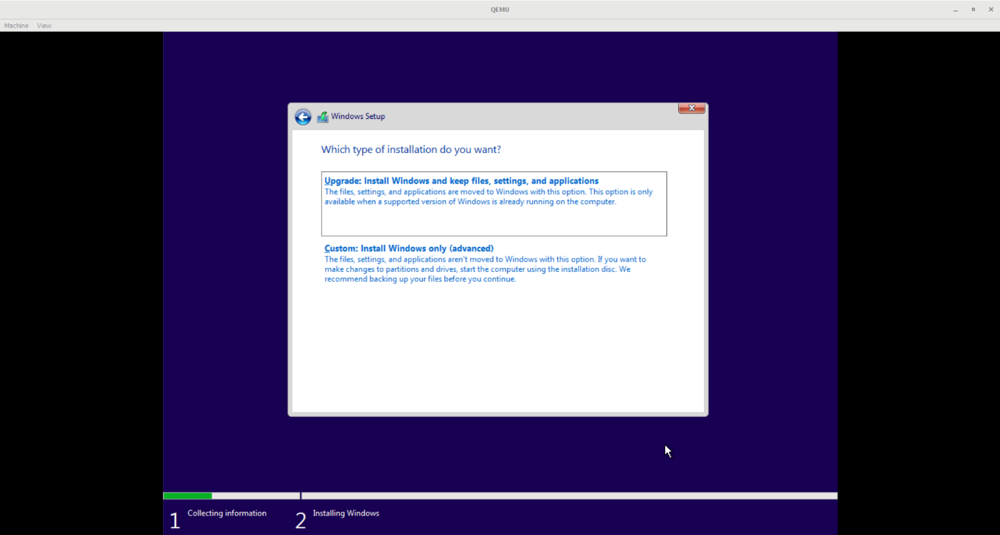 QEMU
Machine View
Windows Setup
Which type of installation do you want?
Upgrade: Install Windows and keep files, settings, and applications
The files, settings, and applications are moved to Windows with this option. This option is only
available when a supported version of Windows is already running on the computer.
Custom: Install Windows only (advanced)
The files, settings, and applications aren't moved to Windows with this option. If you want to
make changes to partitions and drives, start the computer using the installation disc. We
recommend backing up your files before you continue.
1 Collecting information 2 Installing Windows